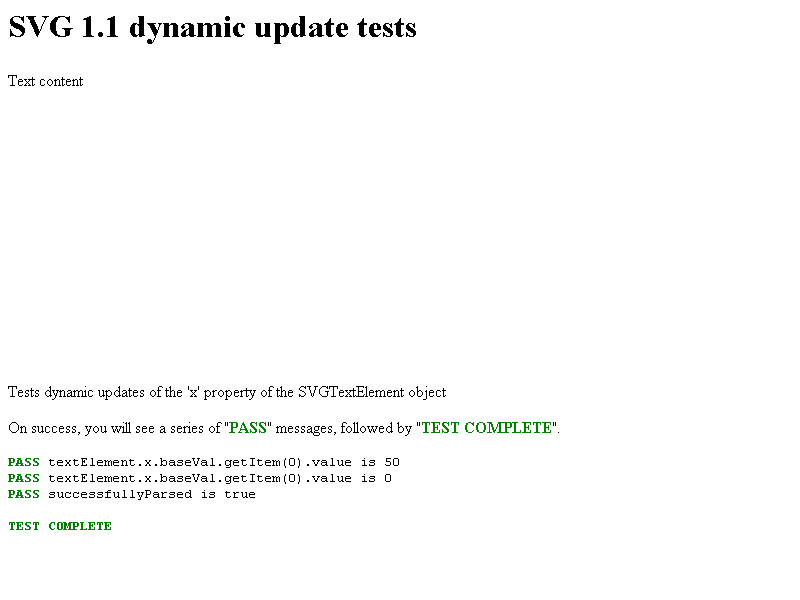 SVG 1.1 dynamic update tests
Text content
Tests dynamic updates of the 'x' property of the SVGTextElement object
On success, you will see a series of "PASS" messages, followed by "TEST COMPLETE".
PASS textElement.x.baseVal.getItem(0).value is 50
PASS textElement.x.baseVal.getItem(0).value is 0
PASS successfullyParsed is true
TEST COMPLETE